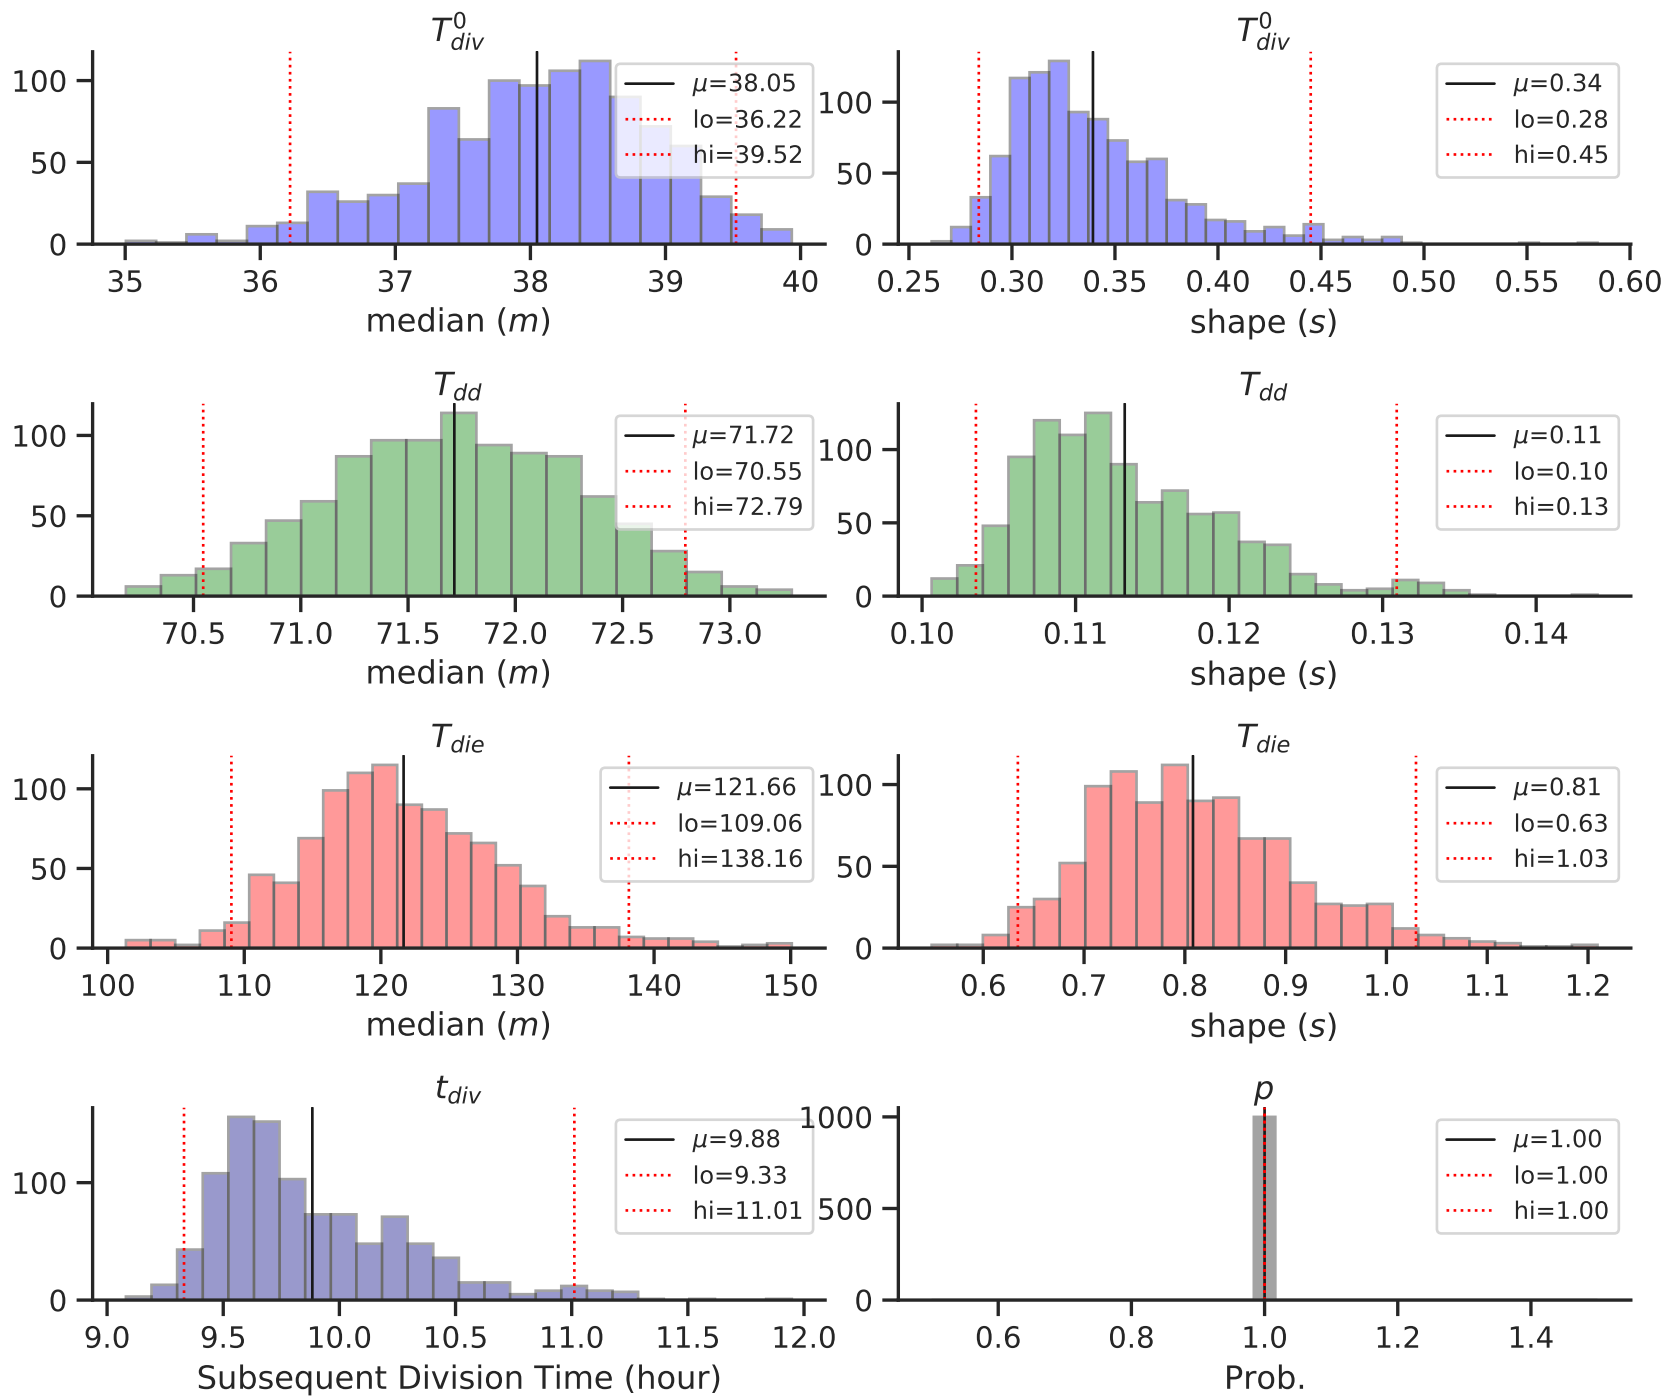 T⁰div
100
50
0
μ=38.05
lo=36.22
hi=39.52
35 36 37 38 39 40
median (m)
T⁰div
100
50
0
μ=0.34
lo=0.28
hi=0.45
0.25 0.30 0.35 0.40 0.45 0.50 0.55 0.60
shape (s)
Tdd
100
50
0
μ=71.72
lo=70.55
hi=72.79
70.5 71.0 71.5 72.0 72.5 73.0
median (m)
Tdd
100
50
0
μ=0.11
lo=0.10
hi=0.13
0.10 0.11 0.12 0.13 0.14
shape (s)
Tdie
100
50
0
μ=121.66
lo=109.06
hi=138.16
100 110 120 130 140 150
median (m)
Tdie
100
50
0
μ=0.81
lo=0.63
hi=1.03
0.6 0.7 0.8 0.9 1.0 1.1 1.2
shape (s)
tdiv
100
0
μ=9.88
lo=9.33
hi=11.01
9.0 9.5 10.0 10.5 11.0 11.5 12.0
Subsequent Division Time (hour)
p
1000
500
0
μ=1.00
lo=1.00
hi=1.00
0.6 0.8 1.0 1.2 1.4
Prob.